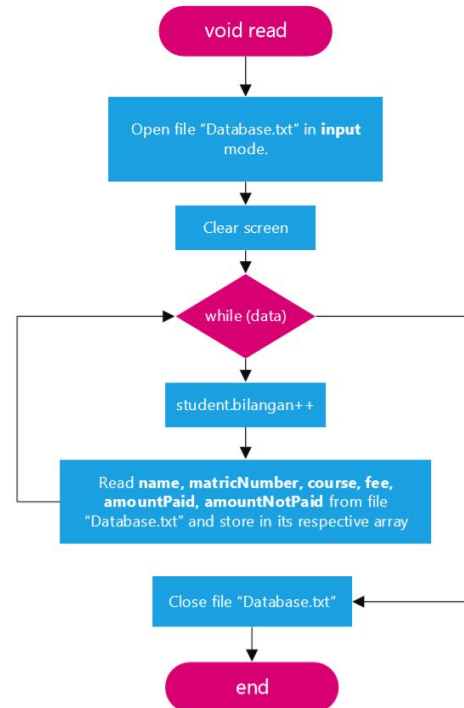 void read
Open file “Database.txt” in input
mode.
Clear screen
while (data)
student.bilangan++
Read name, matricNumber, course, fee,
amountPaid, amountNotPaid from file
“Database.txt” and store in its respective array
Close file “Database.txt”
end